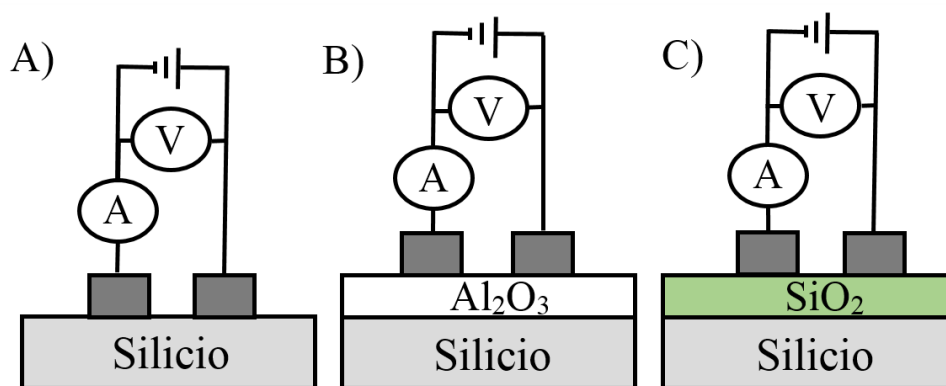 A)
V
A
Silicio
B)
V
A
Al₂O₃
Silicio
C)
V
A
SiO₂
Silicio